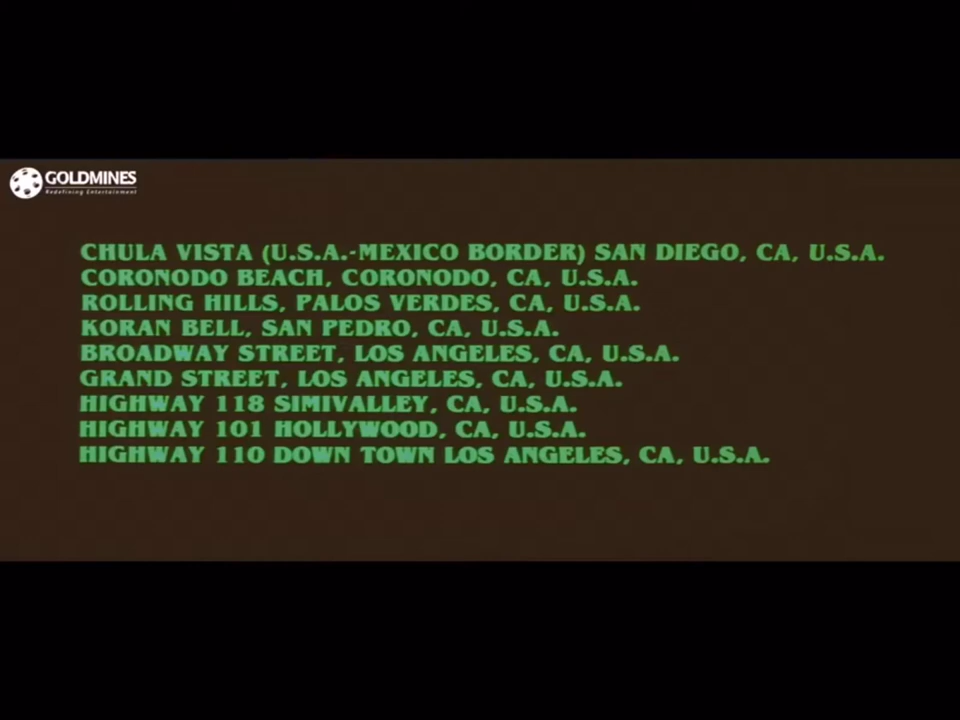 GOLDMINES
Redefining Entertainment
CHULA VISTA (U.S.A.-MEXICO BORDER) SAN DIEGO, CA, U.S.A.
CORONODO BEACH, CORONODO, CA, U.S.A.
ROLLING HILLS, PALOS VERDES, CA, U.S.A.
KORAN BELL, SAN PEDRO, CA, U.S.A.
BROADWAY STREET, LOS ANGELES, CA, U.S.A.
GRAND STREET, LOS ANGELES, CA, U.S.A.
HIGHWAY 118 SIMIVALLEY, CA, U.S.A.
HIGHWAY 101 HOLLYWOOD, CA, U.S.A.
HIGHWAY 110 DOWN TOWN LOS ANGELES, CA, U.S.A.